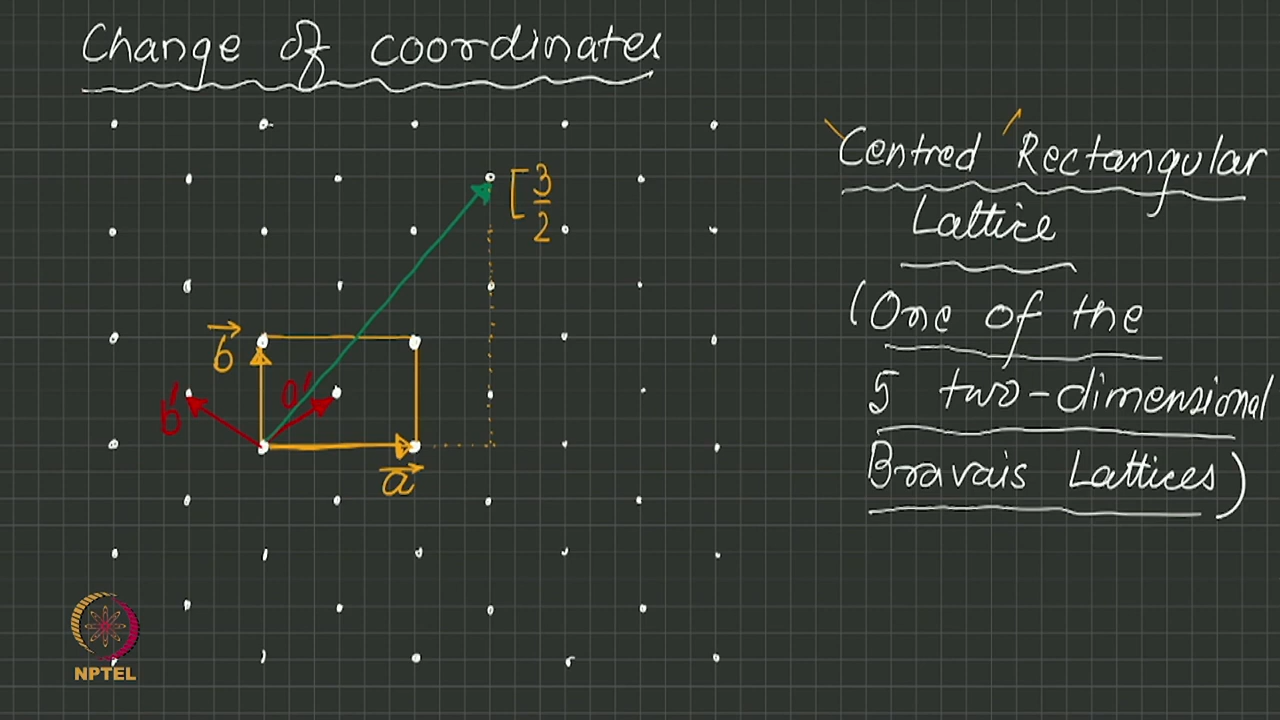 Change of coordinates
Centred Rectangular
Lattice
(One of the
5 two-dimensional
Bravais Lattices)
[3/2
b
b'
a'
a
NPTEL